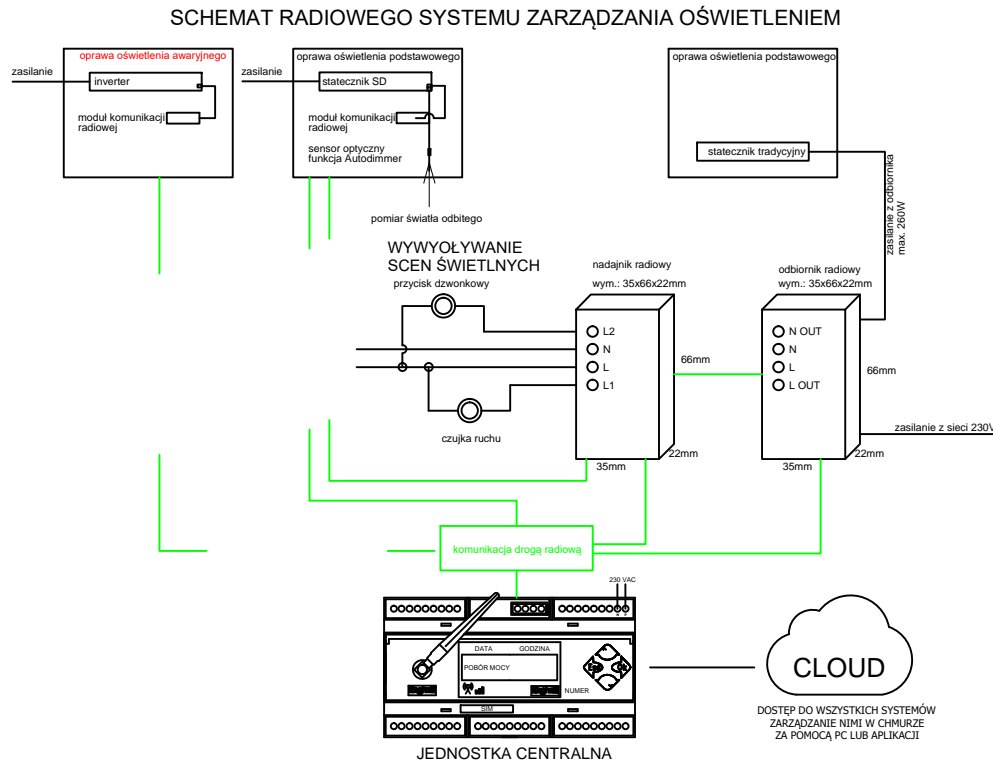 SCHEMAT RADIOWEGO SYSTEMU ZARZĄDZANIA OŚWIETLENIEM
oprawa oświetlenia awaryjnego
zasilanie
inverter
moduł komunikacji
radiowej
oprawa oświetlenia podstawowego
zasilanie
statecznik SD
moduł komunikacji
radiowej
sensor optyczny
funkcja Autodimmer
pomiar światła odbitego
oprawa oświetlenia podstawowego
statecznik tradycyjny
zasilanie z odbiornika
max. 260W
WYWYOŁYWANIE
SCEN ŚWIETLNYCH
przycisk dzwonkowy
czujka ruchu
nadajnik radiowy
wym.: 35x66x22mm
L2
N
L
L1
66mm
22mm
35mm
odbiornik radiowy
wym.: 35x66x22mm
N OUT
N
L
L OUT
66mm
zasilanie z sieci 230V
22mm
35mm
komunikacja drogą radiową
230 VAC
DATA GODZINA
POBÓR MOCY
Esc Ok
NUMER
SIM
JEDNOSTKA CENTRALNA
CLOUD
DOSTĘP DO WSZYSTKICH SYSTEMÓW
ZARZĄDZANIE NIMI W CHMURZE
ZA POMOCĄ PC LUB APLIKACJI